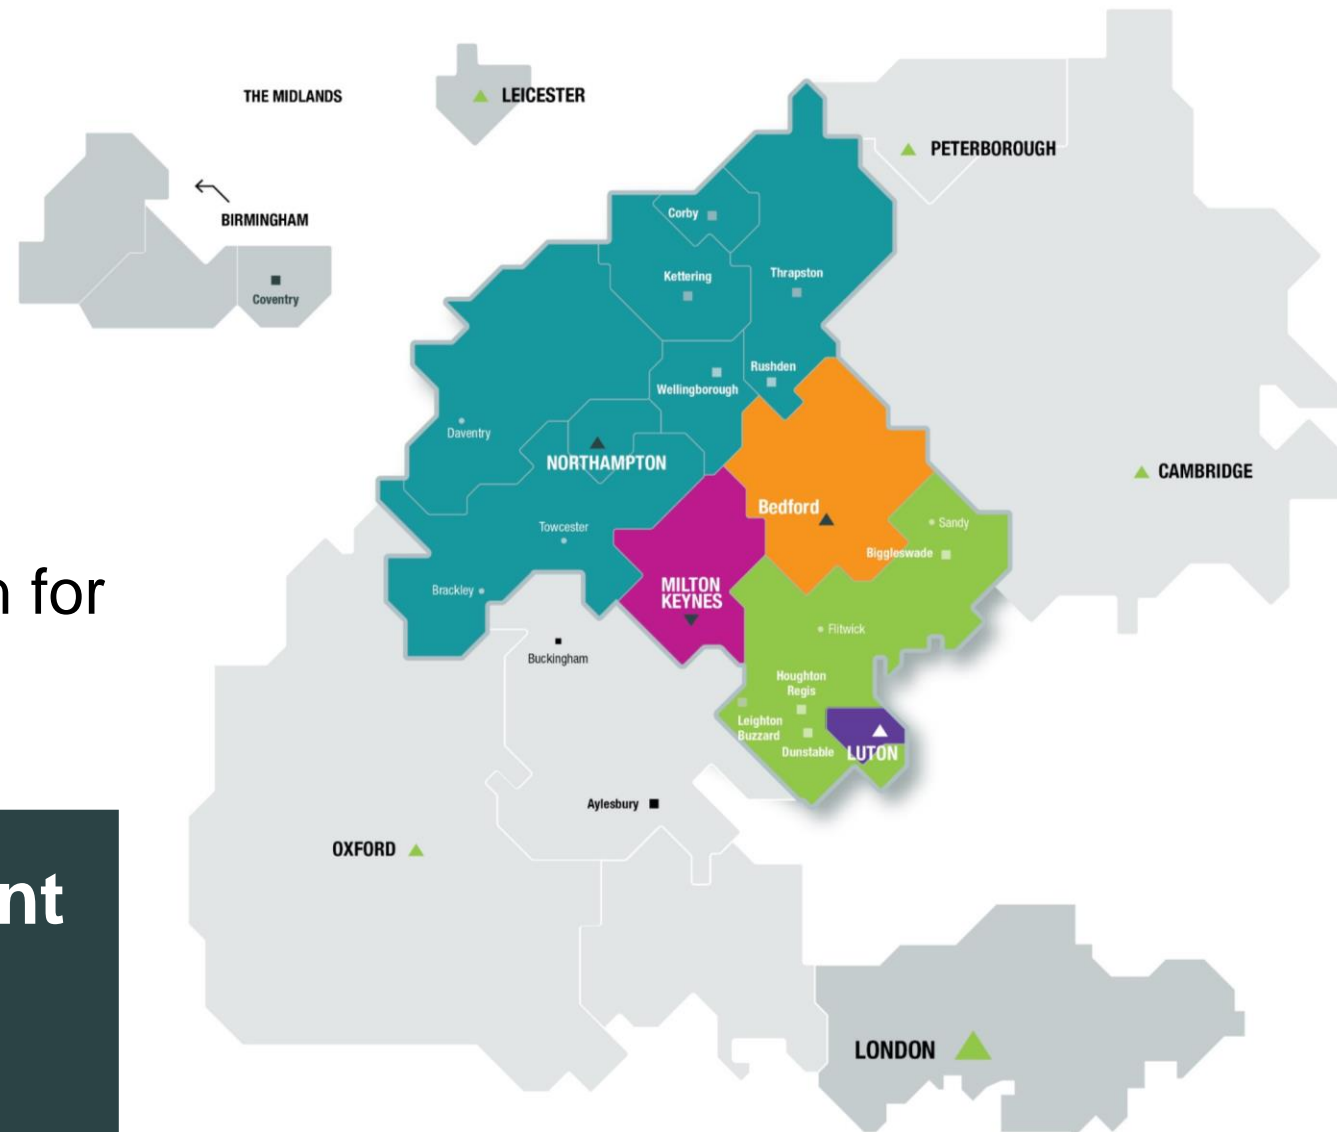 THE MIDLANDS
LEICESTER
PETERBOROUGH
BIRMINGHAM
Coventry
Corby
Kettering
Thrapston
Rushden
Wellingborough
Daventry
NORTHAMPTON
CAMBRIDGE
Bedford
Sandy
Towcester
Biggleswade
for
MILTON
KEYNES
Brackley
Flitwick
Buckingham
Houghton
Regis
Leighton
Buzzard
Dunstable
LUTON
Aylesbury
OXFORD
nt
LONDON